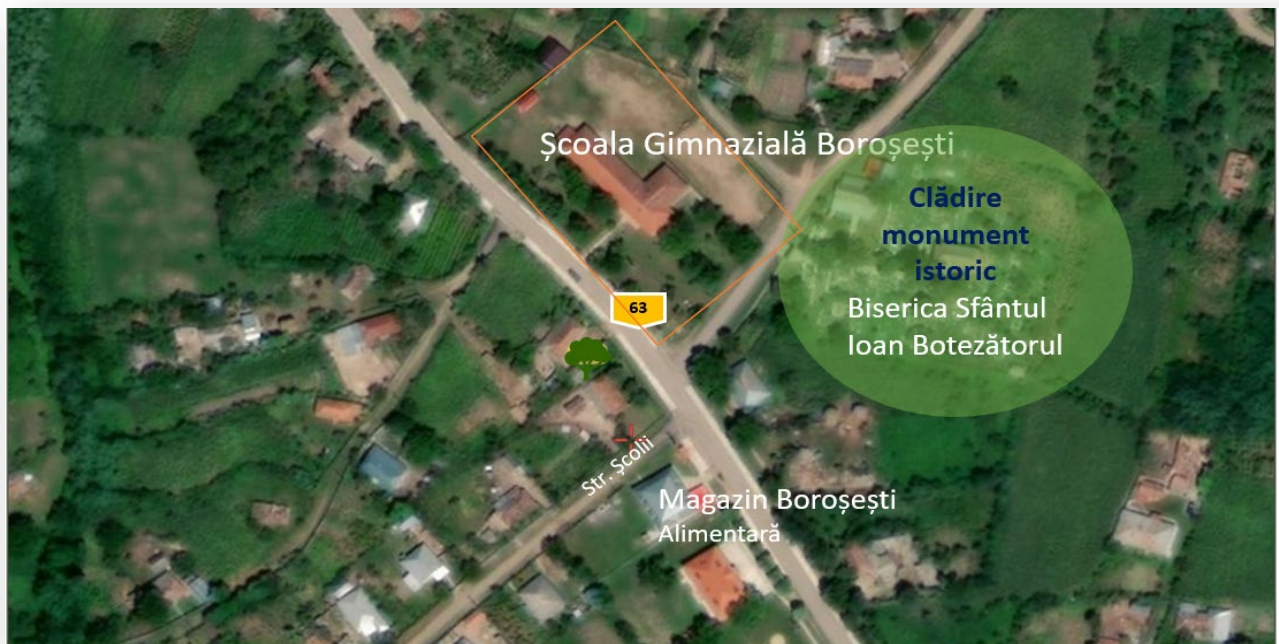 Școala Gimnazială Boroșești
Clădire
monument
istoric
Biserica Sfântul
Ioan Botezătorul
63
Str. Școlii
Magazin Boroșești
Alimentară